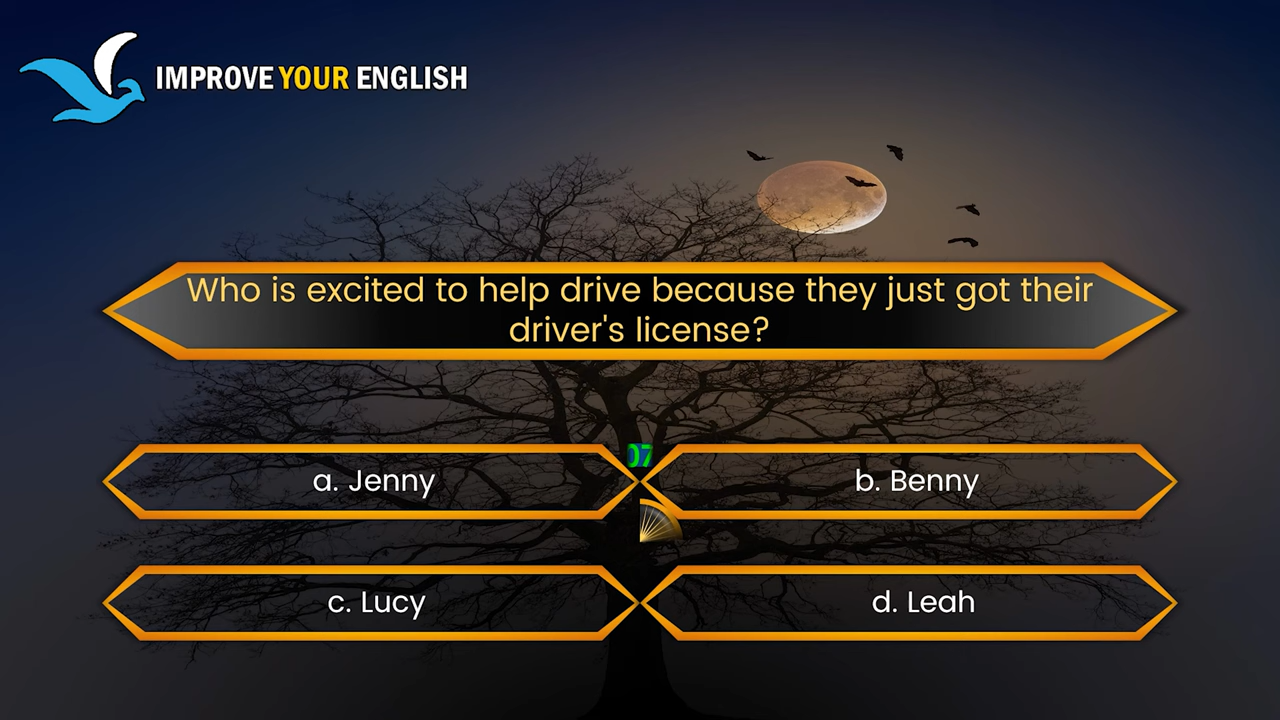 IMPROVE YOUR ENGLISH
Who is excited to help drive because they just got their
driver's license?
07
a. Jenny
b. Benny
c. Lucy
d. Leah